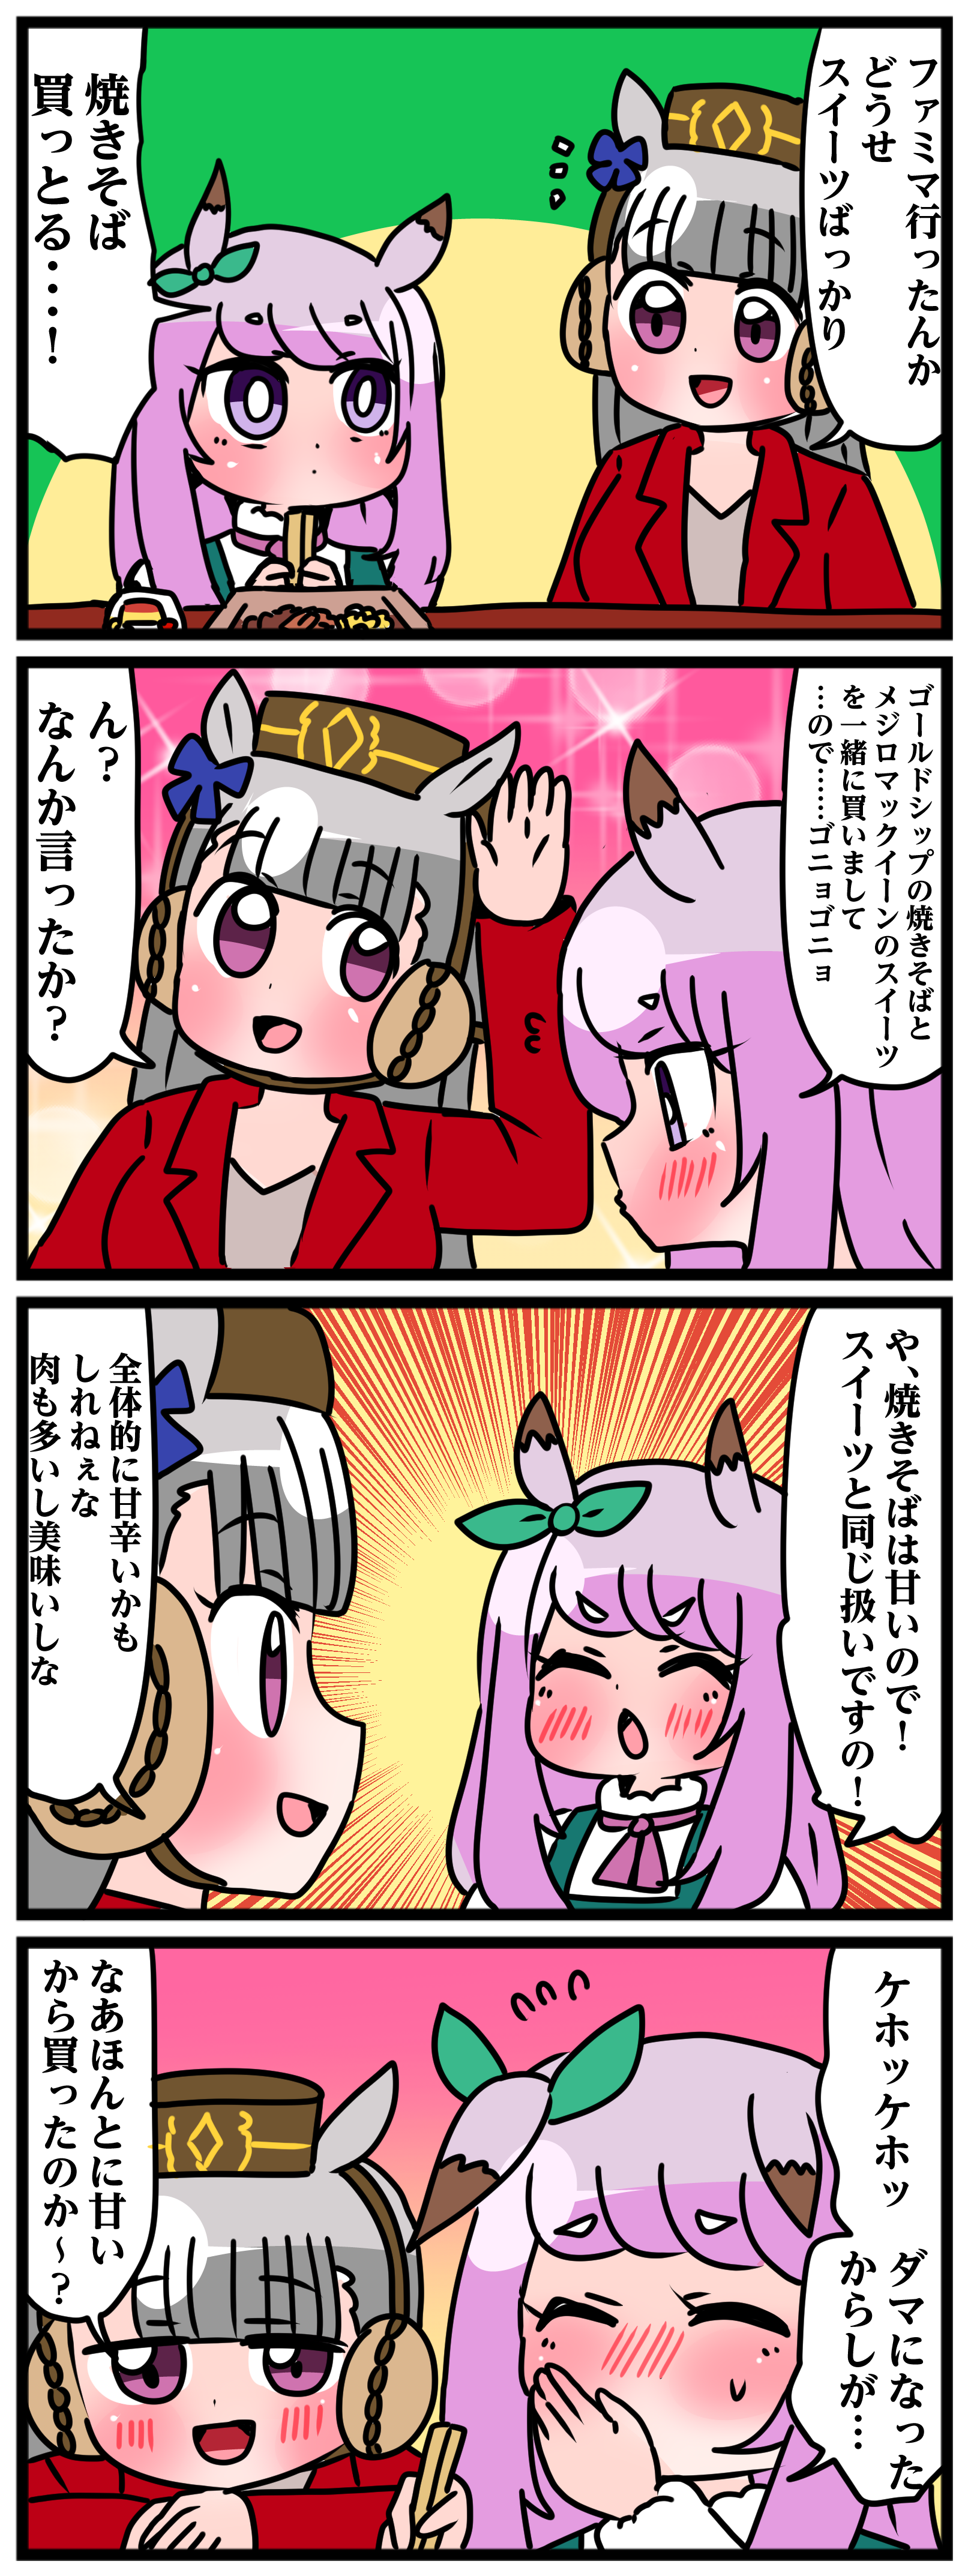 ファミマ行ったんか
どうせ
スイーツばっかり
焼きそば
買っとる……！
ゴールドシップの焼きそばと
メジロマックイーンのスイーツ
を一緒に買いまして
…ので……ゴニョゴニョ
ん？
なんか言ったか？
や、焼きそばは甘いので！
スイーツと同じ扱いですの！
全体的に甘辛いかも
しれねぇな
肉も多いし美味いしな
ケホッケホッ
ダマになった
からしが…
なあほんとに甘い
から買ったのか～？